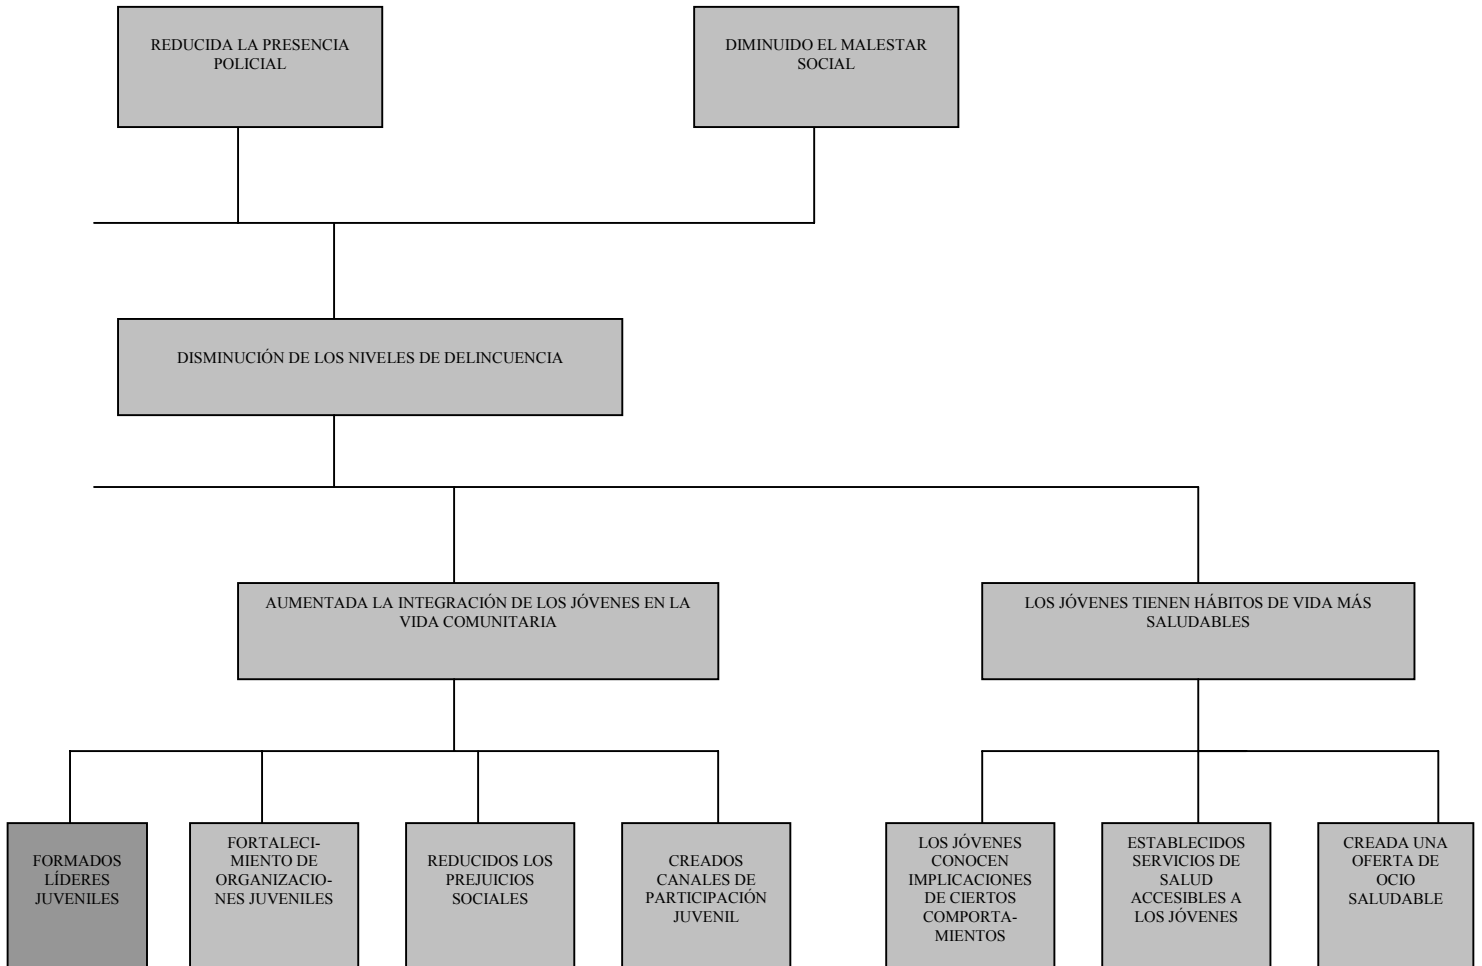 REDUCIDA LA PRESENCIA
POLICIAL
DIMINUIDO EL MALESTAR
SOCIAL
DISMINUCIÓN DE LOS NIVELES DE DELINCUENCIA
AUMENTADA LA INTEGRACIÓN DE LOS JÓVENES EN LA
VIDA COMUNITARIA
LOS JÓVENES TIENEN HÁBITOS DE VIDA MÁS
SALUDABLES
FORMADOS
LÍDERES
JUVENILES
FORTALECI-
MIENTO DE
ORGANIZACIO-
NES JUVENILES
REDUCIDOS LOS
PREJUICIOS
SOCIALES
CREADOS
CANALES DE
PARTICIPACIÓN
JUVENIL
LOS JÓVENES
CONOCEN
IMPLICACIONES
DE CIERTOS
COMPORTA-
MIENTOS
ESTABLECIDOS
SERVICIOS DE
SALUD
ACCESIBLES A
LOS JÓVENES
CREADA UNA
OFERTA DE
OCIO
SALUDABLE